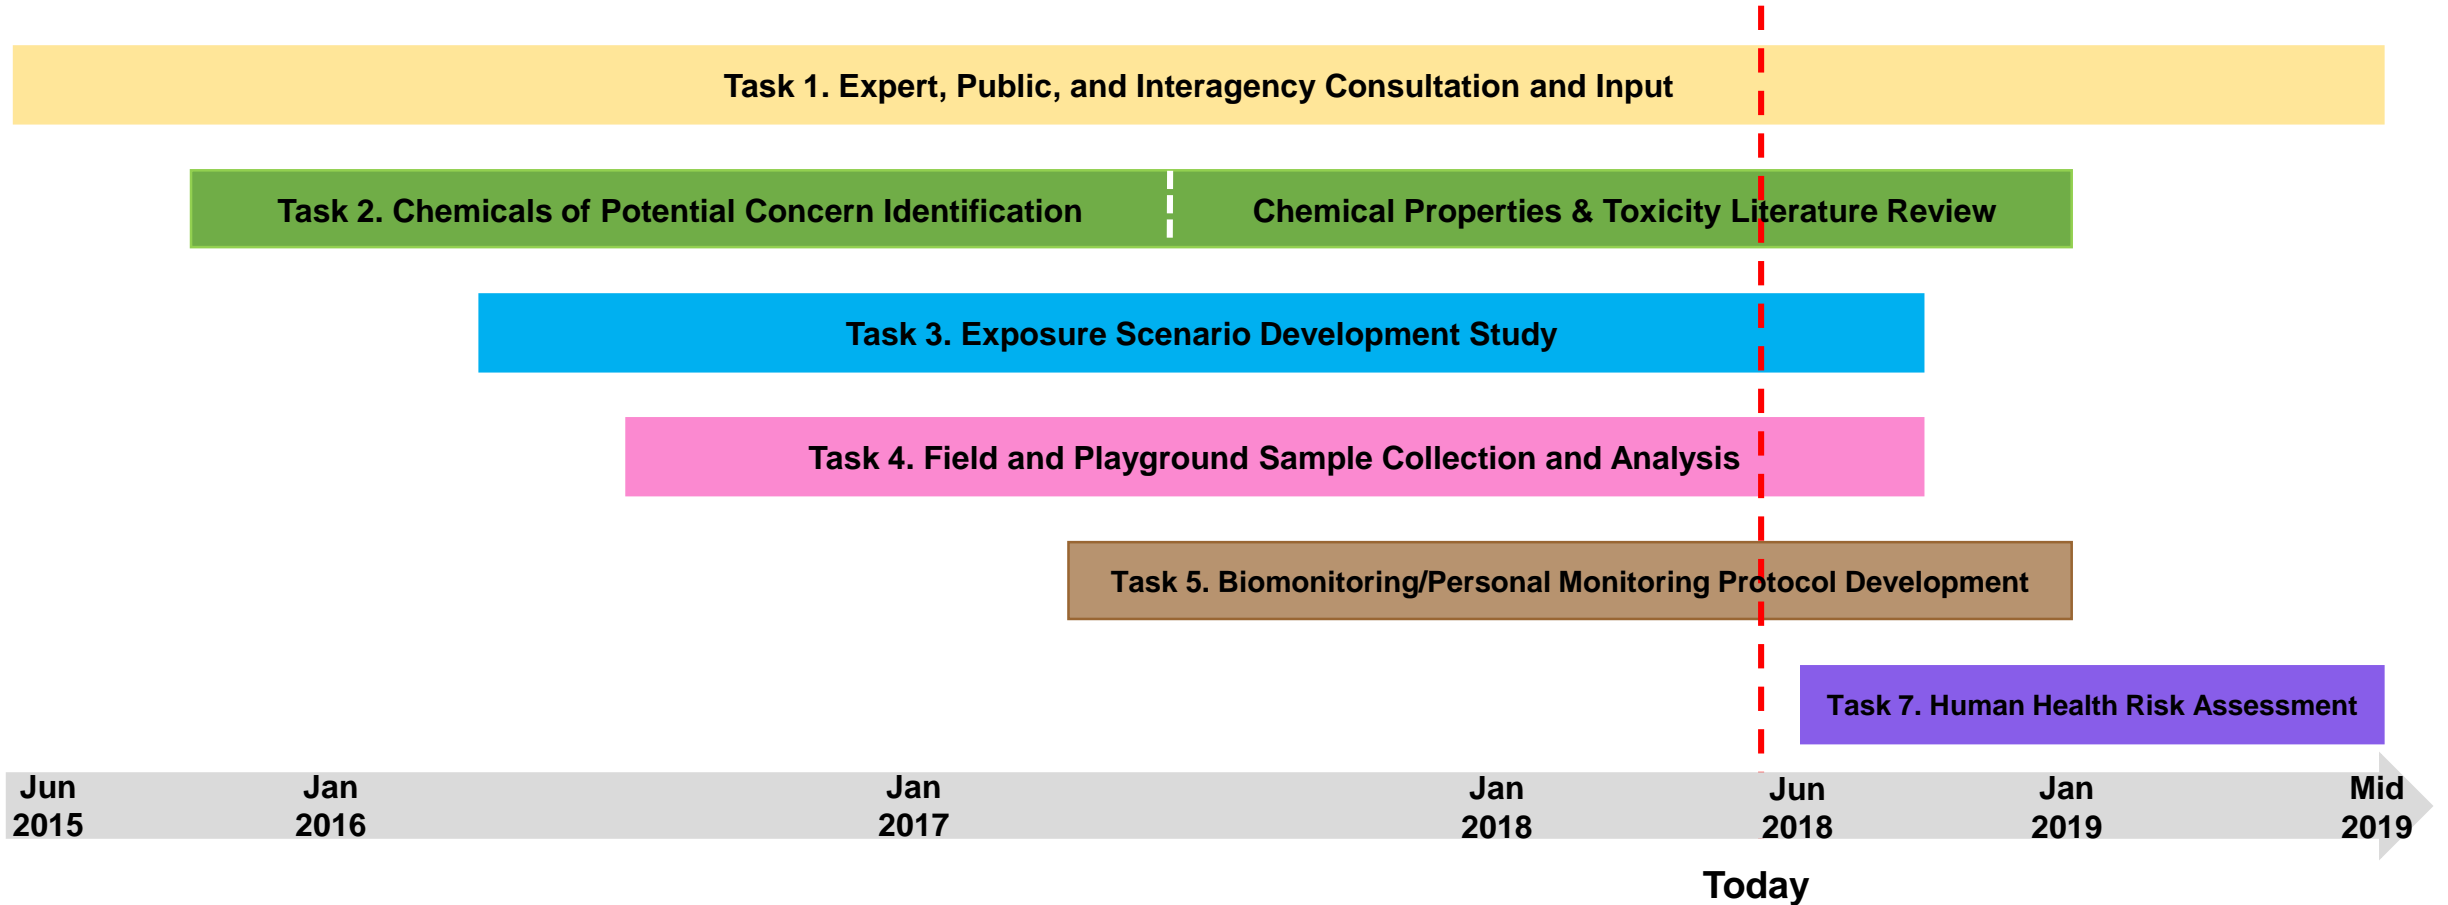 Task 1. Expert, Public, and Interagency Consultation and Input
Task 2. Chemicals of Potential Concern Identification
Chemical Properties & Toxicity Literature Review
Task 3. Exposure Scenario Development Study
Task 4. Field and Playground Sample Collection and Analysis
Task 5. Biomonitoring/Personal Monitoring Protocol Development
Task 7. Human Health Risk Assessment
Jun
2015
Jan
2016
Jan
2017
Jan
2018
Jun
2018
Jan
2019
Mid
2019
Today